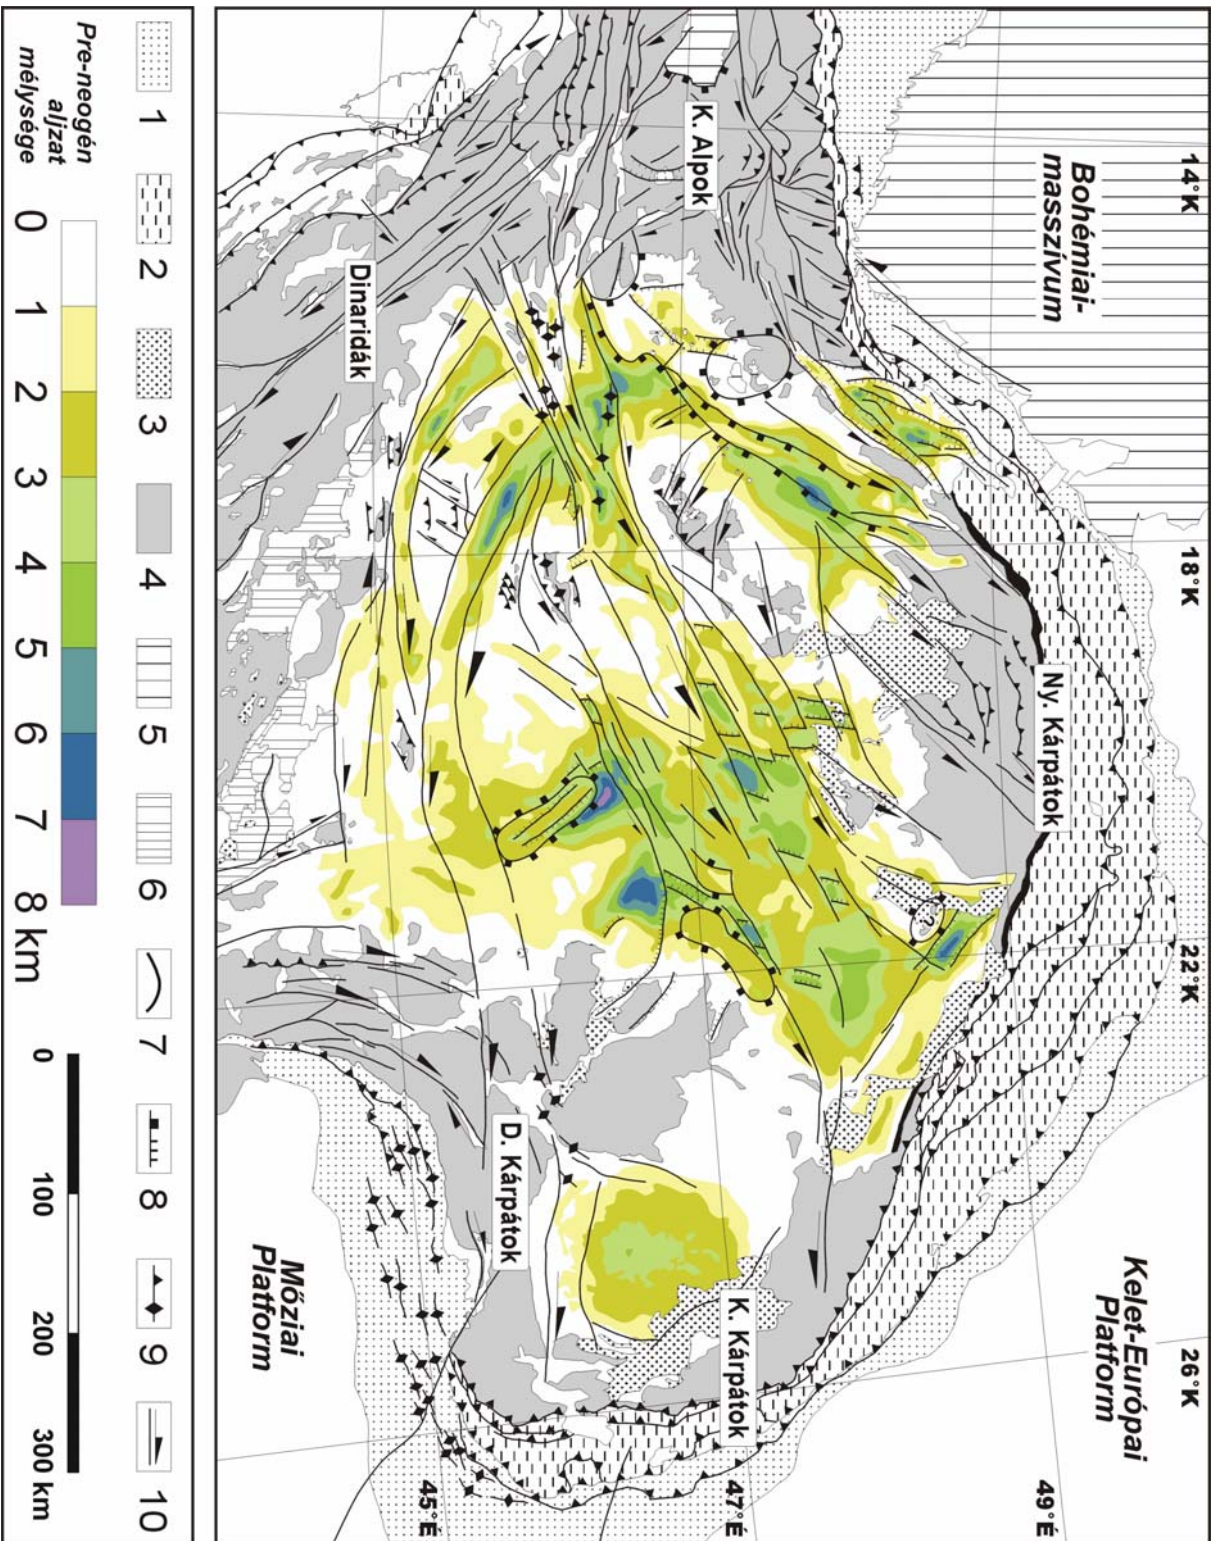 14°K
18°K
22°K
26°K
Bohémiai-
masszívum
Kelet-Európai
Platform
49°É
Ny. Kárpátok
K. Alpok
K. Kárpátok
47°É
?
Dinaridák
D. Kárpátok
45°É
Mőziai
Platform
1
2
3
4
5
6
7
8
9
10
Pre-neogén
aljzat
mélysége
0 1 2 3 4 5 6 7 8 km
0 100 200 300 km